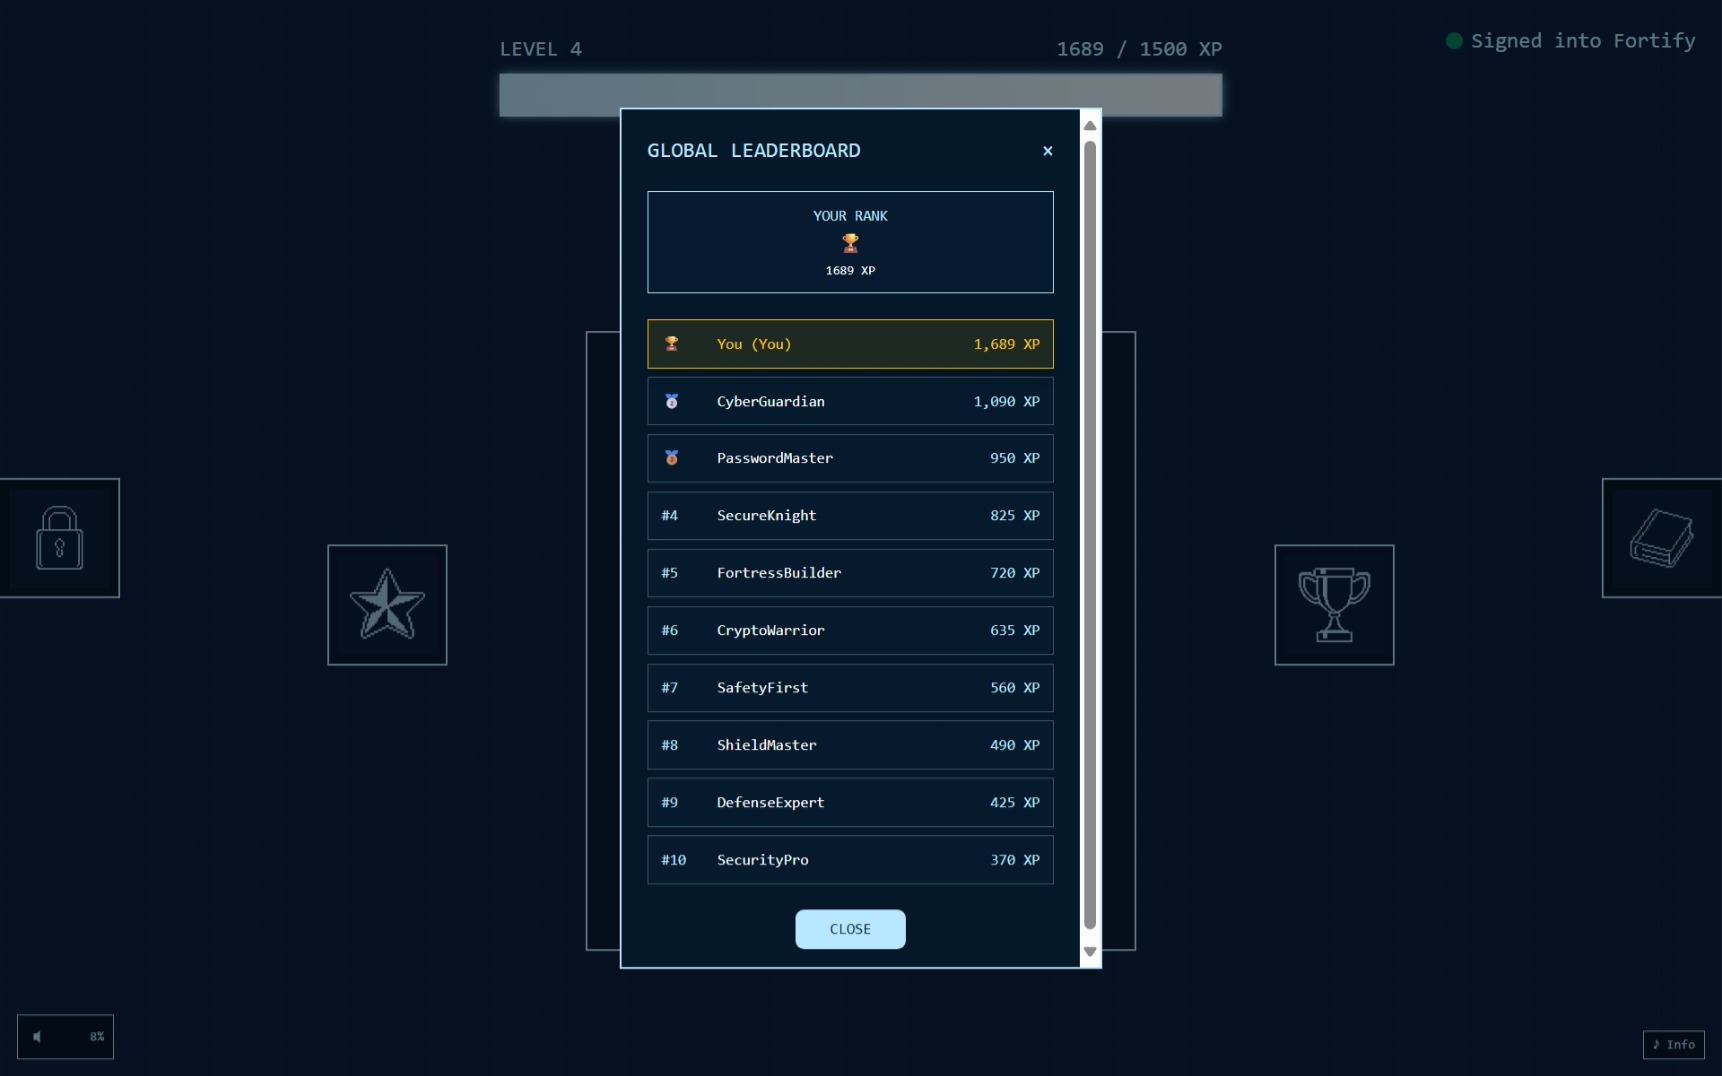 LEVEL 4
1689 / 1500 XP
Signed into Fortify
GLOBAL LEADERBOARD
×
YOUR RANK
1689 XP
You (You) 1,689 XP
CyberGuardian 1,090 XP
PasswordMaster 950 XP
#4 SecureKnight 825 XP
#5 FortressBuilder 720 XP
#6 CryptoWarrior 635 XP
#7 SafetyFirst 560 XP
#8 ShieldMaster 490 XP
#9 DefenseExpert 425 XP
#10 SecurityPro 370 XP
CLOSE
8%
♪ Info